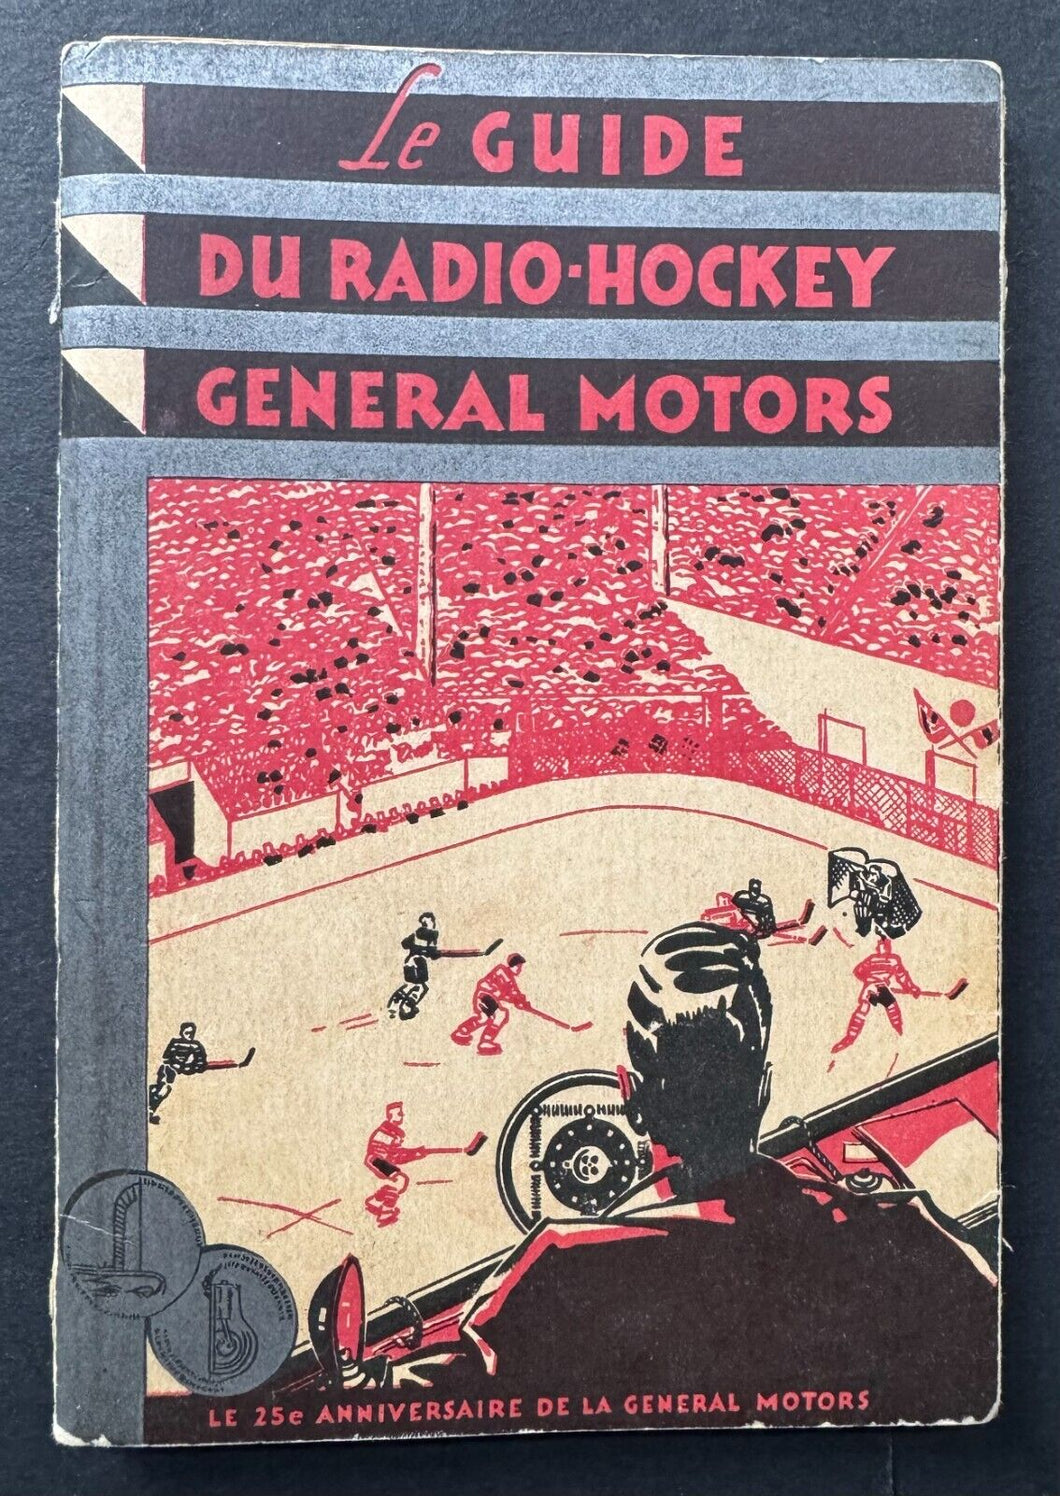 Le GUIDE
DU RADIO-HOCKEY
GENERAL MOTORS
LE 25e ANNIVERSAIRE DE LA GENERAL MOTORS